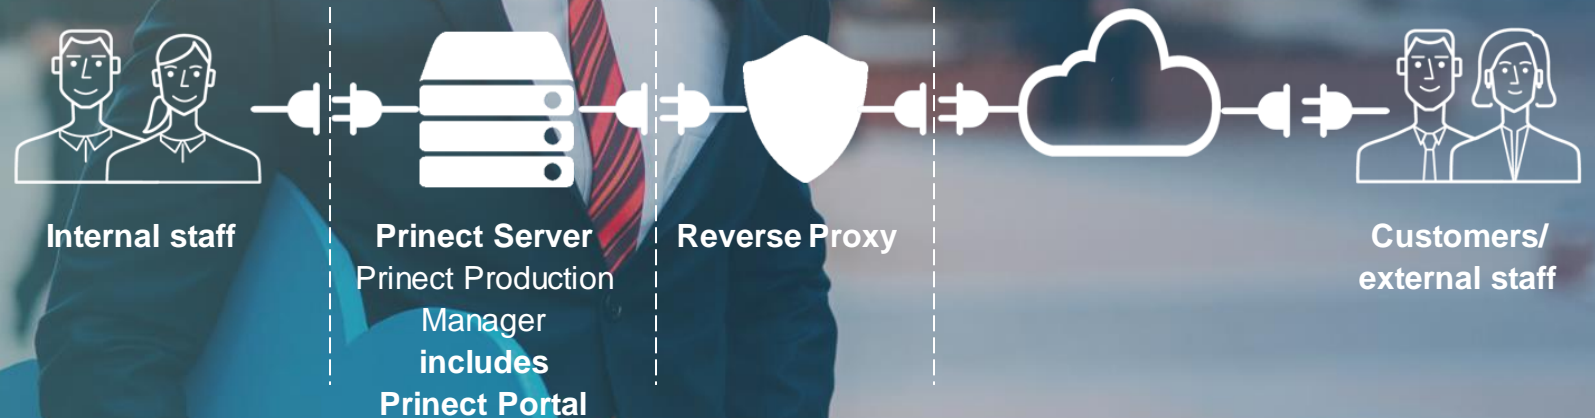 Internal staff
Prinect Server
Prinect Production
Manager
includes
Prinect Portal
Reverse Proxy
Customers/
external staff